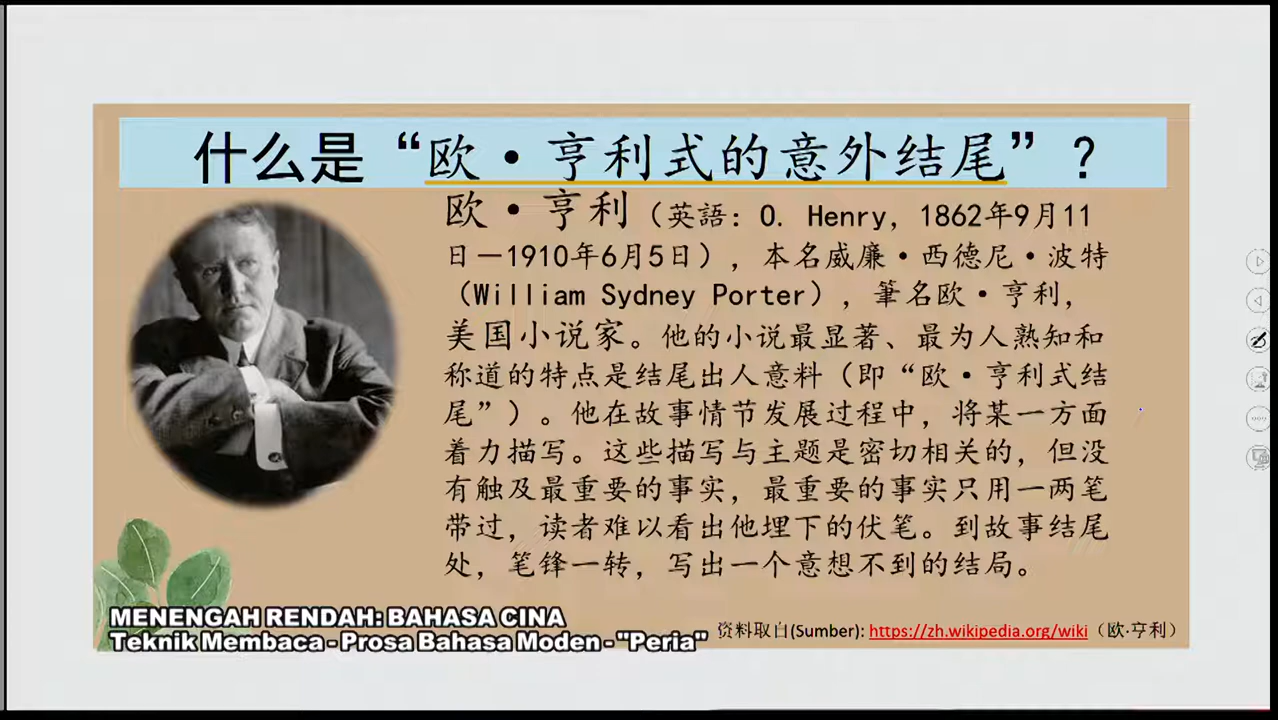 什么是“欧·亨利式的意外结尾”？
欧·亨利（英語：O. Henry，1862年9月11
日－1910年6月5日），本名威廉·西德尼·波特
（William Sydney Porter），筆名欧·亨利，
美国小说家。他的小说最显著、最为人熟知和
称道的特点是结尾出人意料（即“欧·亨利式结
尾”）。他在故事情节发展过程中，将某一方面
着力描写。这些描写与主题是密切相关的，但没
有触及最重要的事实，最重要的事实只用一两笔
带过，读者难以看出他埋下的伏笔。到故事结尾
处，笔锋一转，写出一个意想不到的结局。
MENENGAH RENDAH: BAHASA CINA
Teknik Membaca - Prosa Bahasa Moden - "Peria"
资料取自(Sumber): https://zh.wikipedia.org/wiki（欧·亨利）